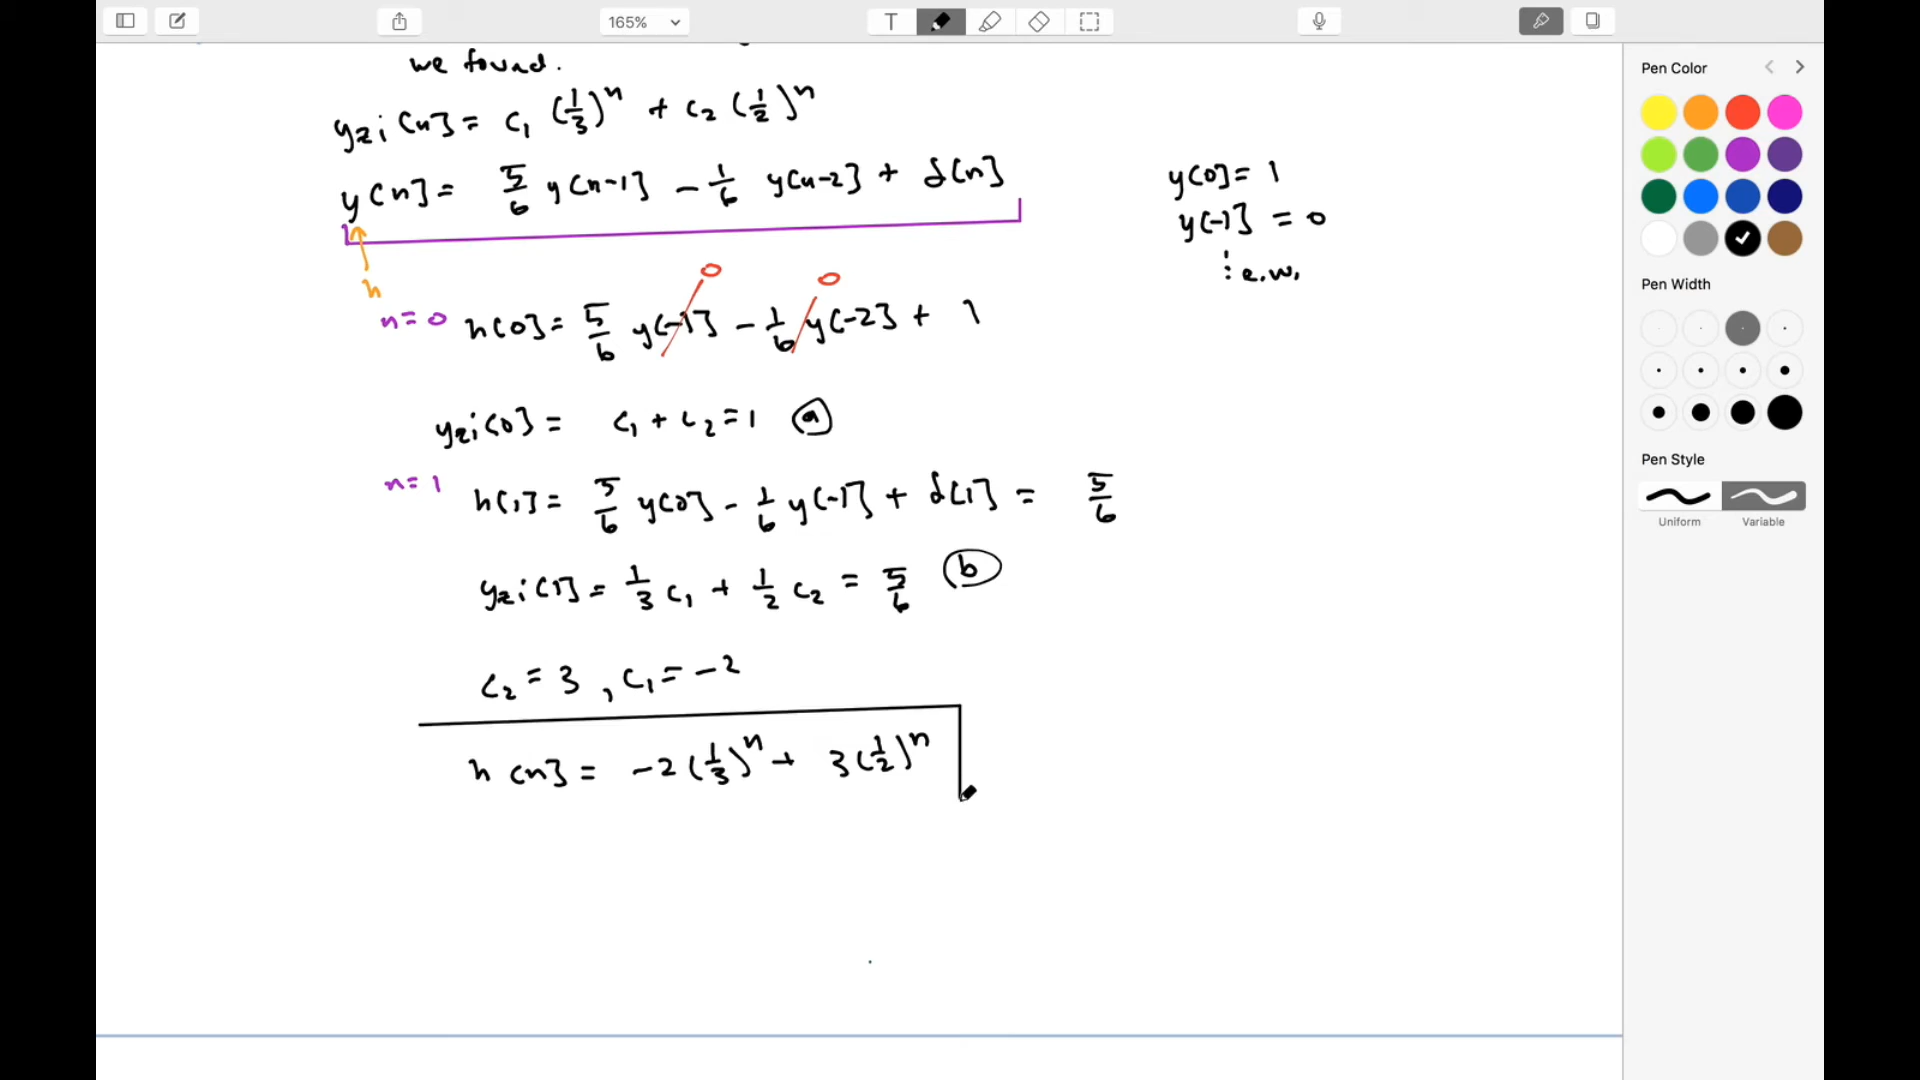 165%
T
we found.
yzi[n] = c₁ (1/3)ⁿ + c₂ (1/2)ⁿ
y[n] = 5/6 y[n-1] - 1/6 y[n-2] + δ[n]
y[0] = 1
y[-1] = 0
⋮ e.w.
h
0 0
n=0 h[0] = 5/6 y[-1] - 1/6 y[-2] + 1
yzi[0] = c₁ + c₂ = 1 (a)
n=1 h[1] = 5/6 y[0] - 1/6 y[-1] + δ[1] = 5/6
yzi[1] = 1/3 c₁ + 1/2 c₂ = 5/6 (b)
c₂ = 3 , c₁ = -2
h[n] = -2(1/3)ⁿ + 3(1/2)ⁿ
Pen Color
Pen Width
Pen Style
Uniform Variable